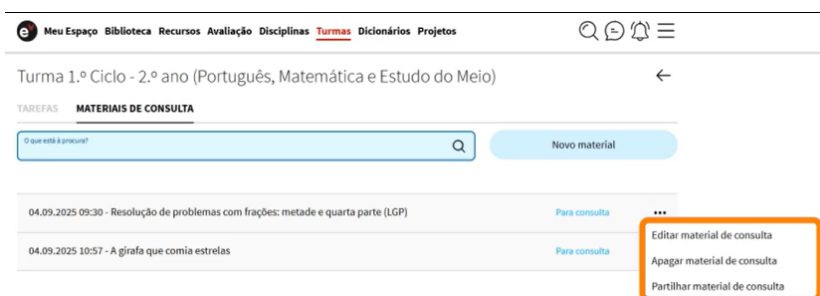 Meu Espaço Biblioteca Recursos Avaliação Disciplinas Turmas Dicionários Projetos
Turma 1.º Ciclo - 2.º ano (Português, Matemática e Estudo do Meio)
TAREFAS MATERIAIS DE CONSULTA
O que está à procura?
Novo material
04.09.2025 09:30 - Resolução de problemas com frações: metade e quarta parte (LGP) Para consulta
04.09.2025 10:57 - A girafa que comia estrelas Para consulta
Editar material de consulta
Apagar material de consulta
Partilhar material de consulta